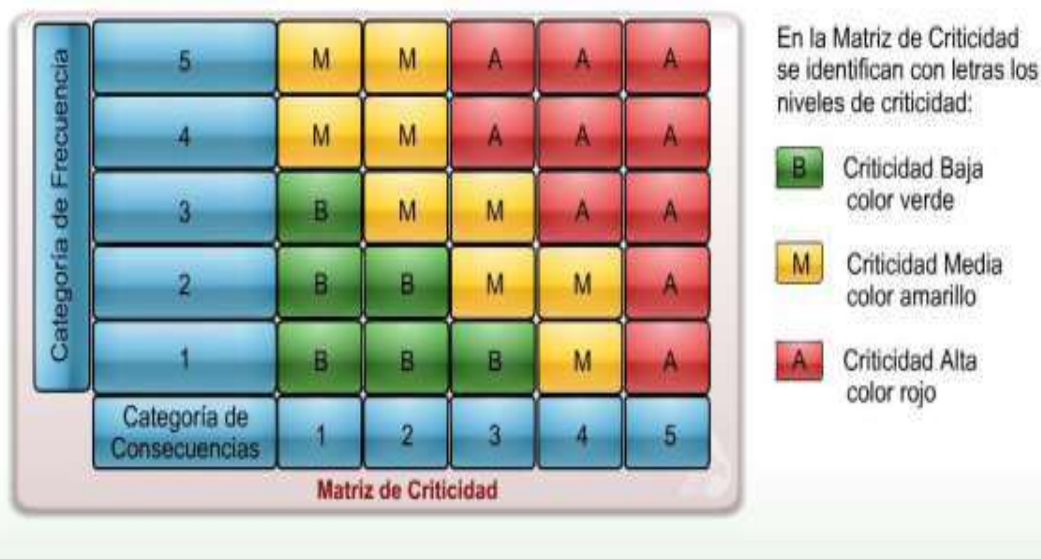 Categoría de Frecuencia
5 M M A A A
4 M M A A A
3 B M M A A
2 B B M M A
1 B B B M A
Categoría de
Consecuencias 1 2 3 4 5
Matriz de Criticidad
En la Matriz de Criticidad
se identifican con letras los
niveles de criticidad:
B Criticidad Baja
color verde
M Criticidad Media
color amarillo
A Criticidad Alta
color rojo